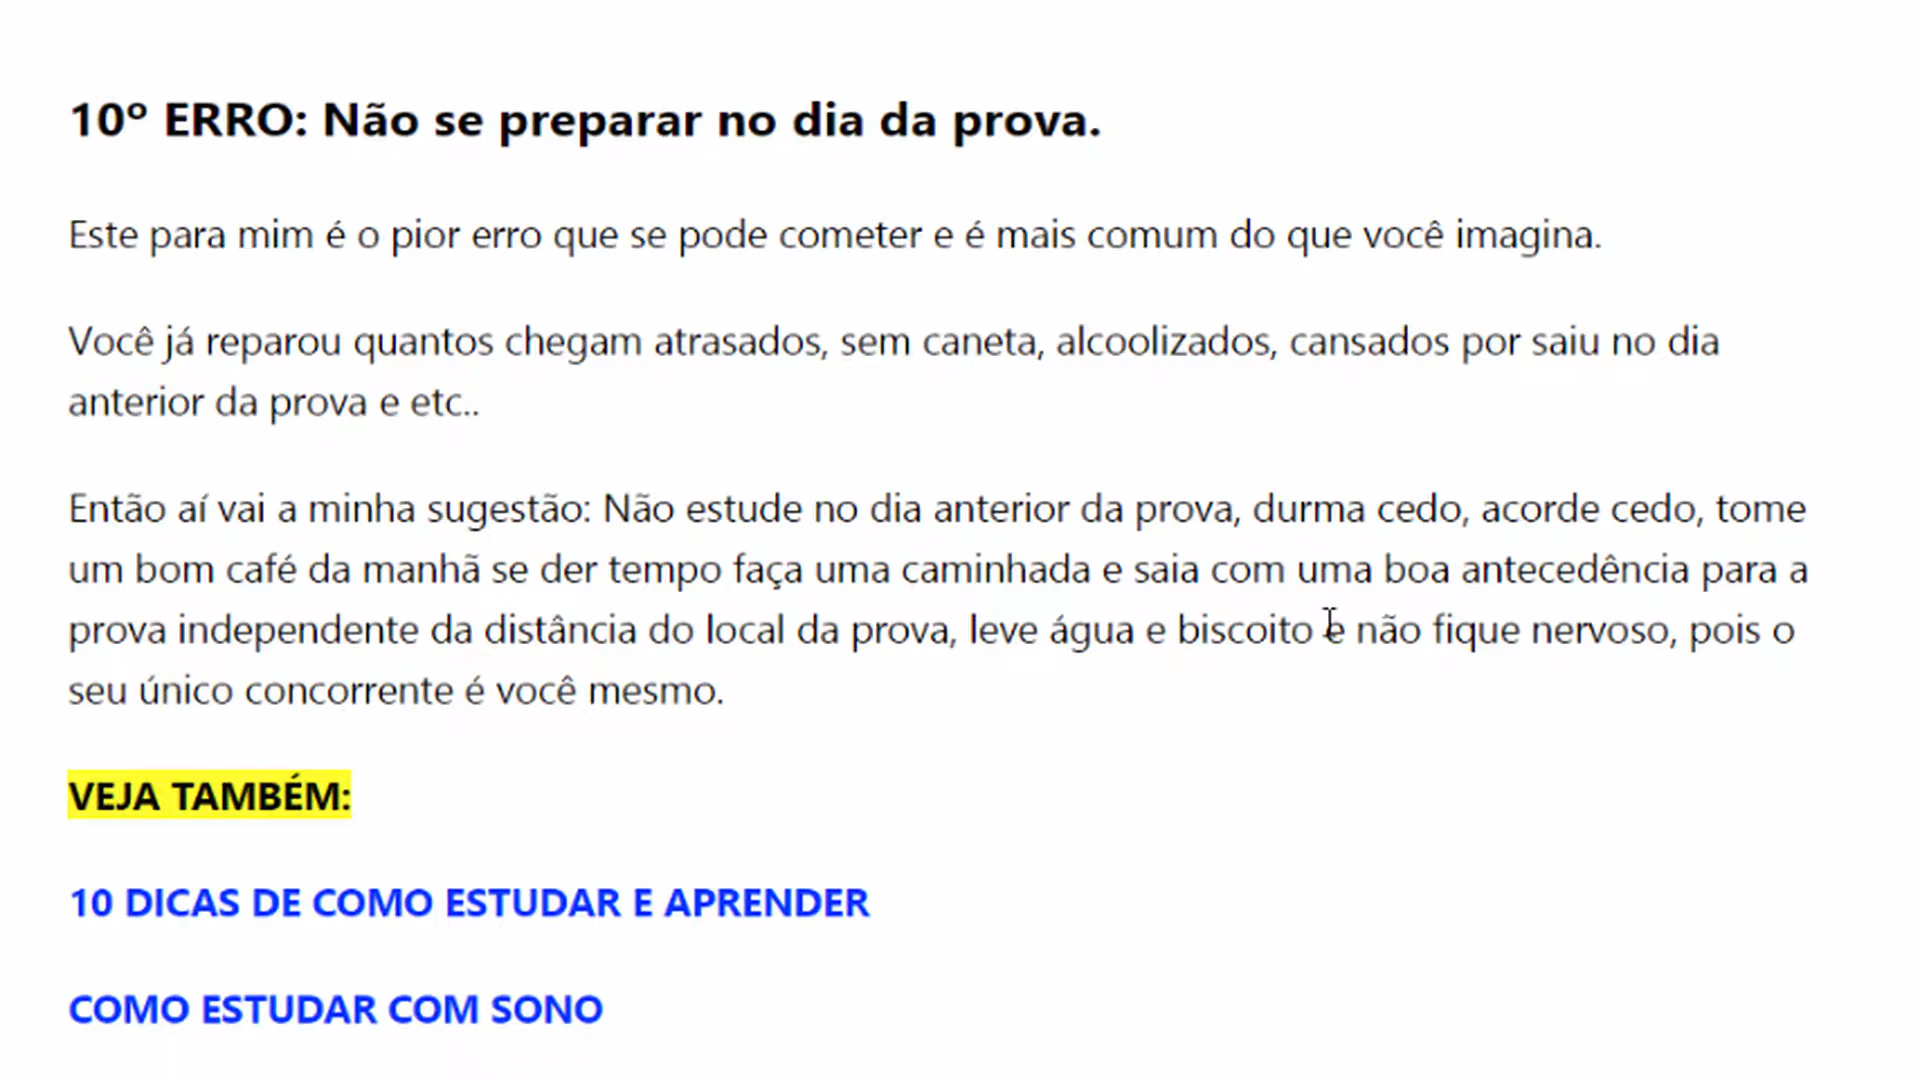 10º ERRO: Não se preparar no dia da prova.
Este para mim é o pior erro que se pode cometer e é mais comum do que você imagina.
Você já reparou quantos chegam atrasados, sem caneta, alcoolizados, cansados por saiu no dia
anterior da prova e etc..
Então aí vai a minha sugestão: Não estude no dia anterior da prova, durma cedo, acorde cedo, tome
um bom café da manhã se der tempo faça uma caminhada e saia com uma boa antecedência para a
prova independente da distância do local da prova, leve água e biscoito e não fique nervoso, pois o
seu único concorrente é você mesmo.
VEJA TAMBÉM:
10 DICAS DE COMO ESTUDAR E APRENDER
COMO ESTUDAR COM SONO